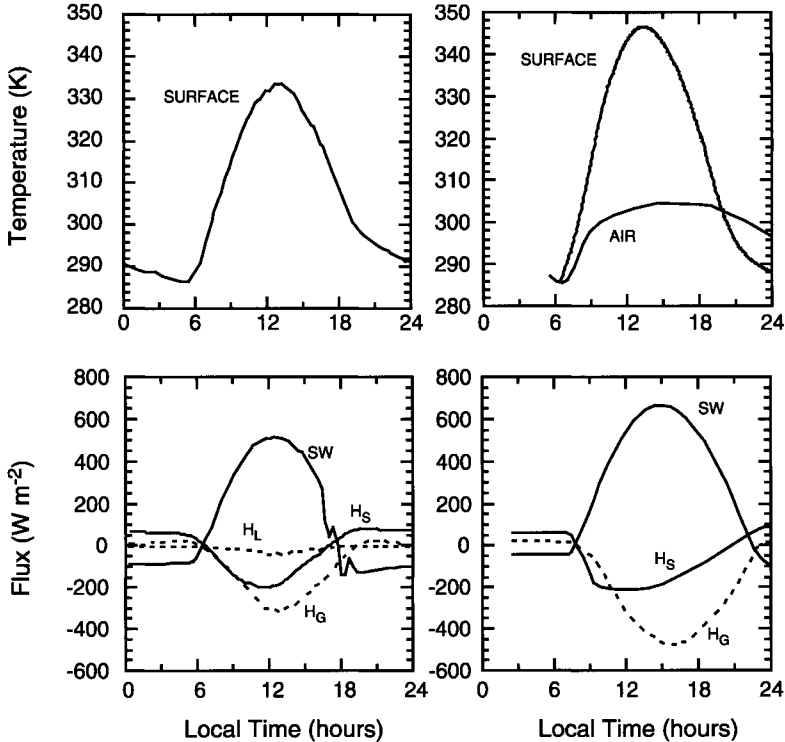 Temperature (K)
350
340
330
320
310
300
290
280
SURFACE
0 6 12 18 24
350
340
330
320
310
300
290
280
SURFACE
AIR
0 6 12 18 24
Flux (W m-2)
800
600
400
200
0
-200
-400
-600
SW
HL
HS
HG
0 6 12 18 24
Local Time (hours)
800
600
400
200
0
-200
-400
-600
SW
HS
HG
0 6 12 18 24
Local Time (hours)